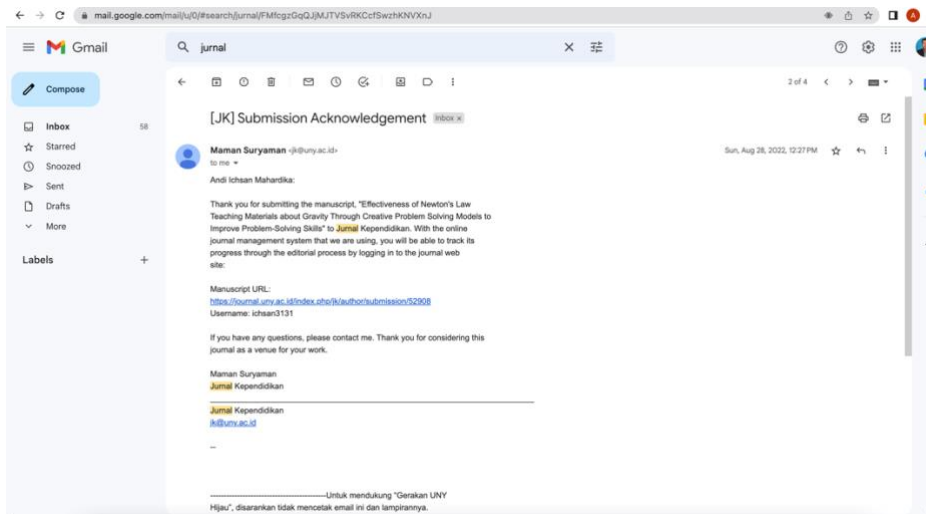 mail.google.com/mail/u/0/#search/jurnal/FMfcgzGqQJjMJTVSvRKCcfSwzhKNVXnJ
A
Gmail
jurnal
Compose
2 of 4
Inbox 58
Starred
Snoozed
Sent
Drafts
More
Labels
[JK] Submission Acknowledgement Inbox x
Maman Suryaman <jk@uny.ac.id>
Sun, Aug 28, 2022, 12:27 PM
to me
Andi Ichsan Mahardika:
Thank you for submitting the manuscript, "Effectiveness of Newton's Law
Teaching Materials about Gravity Through Creative Problem Solving Models to
Improve Problem-Solving Skills" to Jurnal Kependidikan. With the online
journal management system that we are using, you will be able to track its
progress through the editorial process by logging in to the journal web
site:
Manuscript URL:
https://journal.uny.ac.id/index.php/jk/author/submission/52908
Username: ichsan3131
If you have any questions, please contact me. Thank you for considering this
journal as a venue for your work.
Maman Suryaman
Jurnal Kependidikan
Jurnal Kependidikan
jk@uny.ac.id
--
---------------------------------Untuk mendukung "Gerakan UNY
Hijau", disarankan tidak mencetak email ini dan lampirannya.